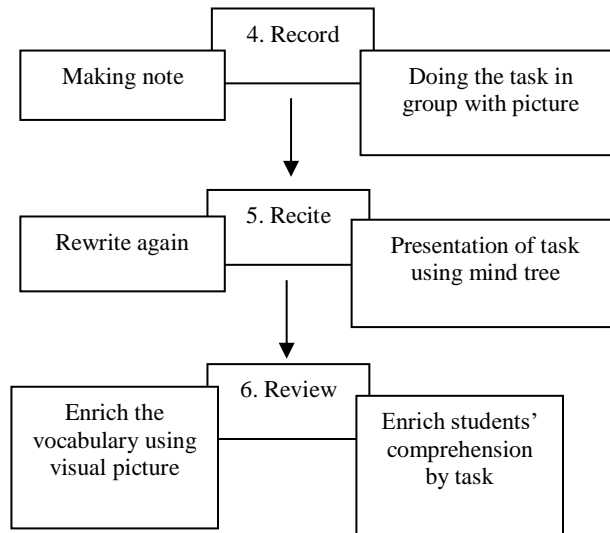 4. Record
Making note
Doing the task in
group with picture
5. Recite
Rewrite again
Presentation of task
using mind tree
6. Review
Enrich the
vocabulary using
visual picture
Enrich students’
comprehension
by task